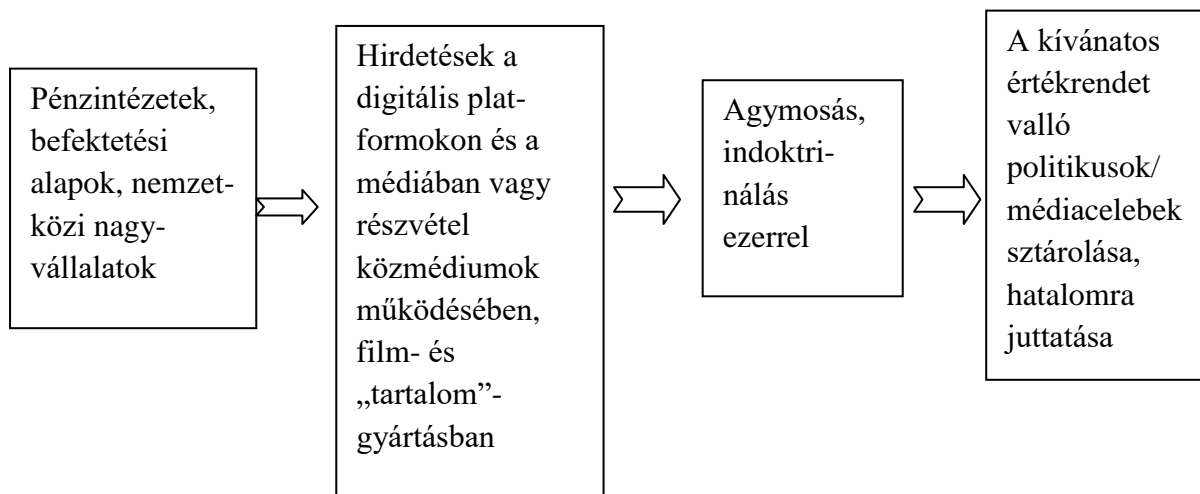 Pénzintézetek,
befektetési
alapok, nemzet-
közi nagy-
vállalatok
Hirdetések a
digitális plat-
formokon és a
médiában vagy
részvétel
közmédiumok
működésében,
film- és
„tartalom”-
gyártásban
Agymosás,
indoktri-
nálás
ezerrel
A kívánatos
értékrendet
valló
politikusok/
médiacelebek
sztárolása,
hatalomra
juttatása